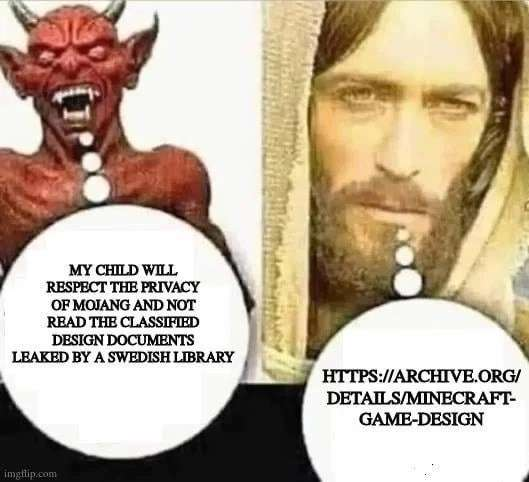 MY CHILD WILL
RESPECT THE PRIVACY
OF MOJANG AND NOT
READ THE CLASSIFIED
DESIGN DOCUMENTS
LEAKED BY A SWEDISH LIBRARY
HTTPS://ARCHIVE.ORG/
DETAILS/MINECRAFT-
GAME-DESIGN
imgflip.com